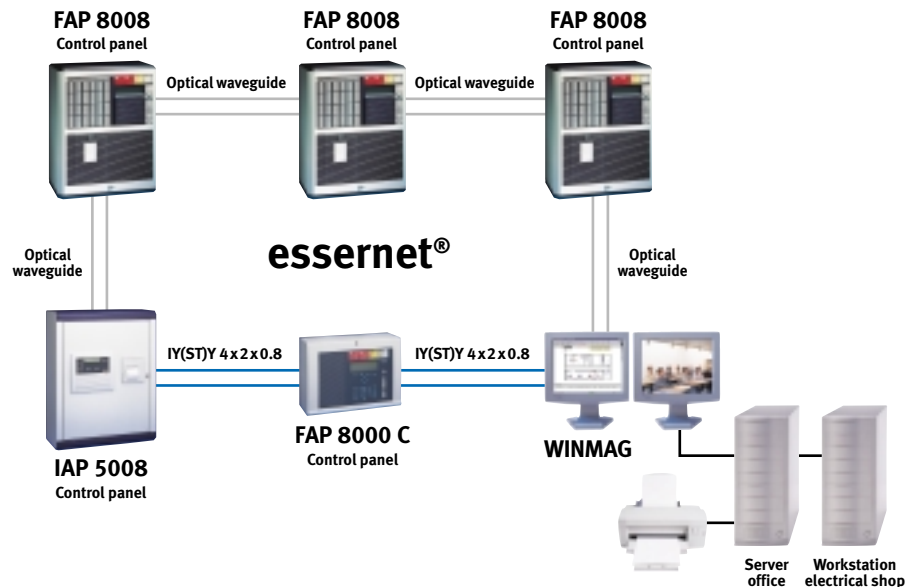 FAP 8008
Control panel
FAP 8008
Control panel
FAP 8008
Control panel
Optical waveguide
Optical waveguide
Optical
waveguide
essernet®
Optical
waveguide
IY(ST)Y 4x2x0.8
IY(ST)Y 4x2x0.8
IAP 5008
Control panel
FAP 8000 C
Control panel
WINMAG
Server
office
Workstation
electrical shop